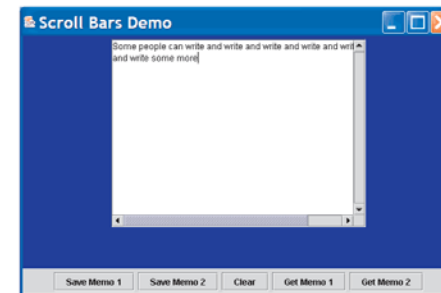 Scroll Bars Demo
Some people can write and write and write and write and writ
and write some more
Save Memo 1 Save Memo 2 Clear Get Memo 1 Get Memo 2